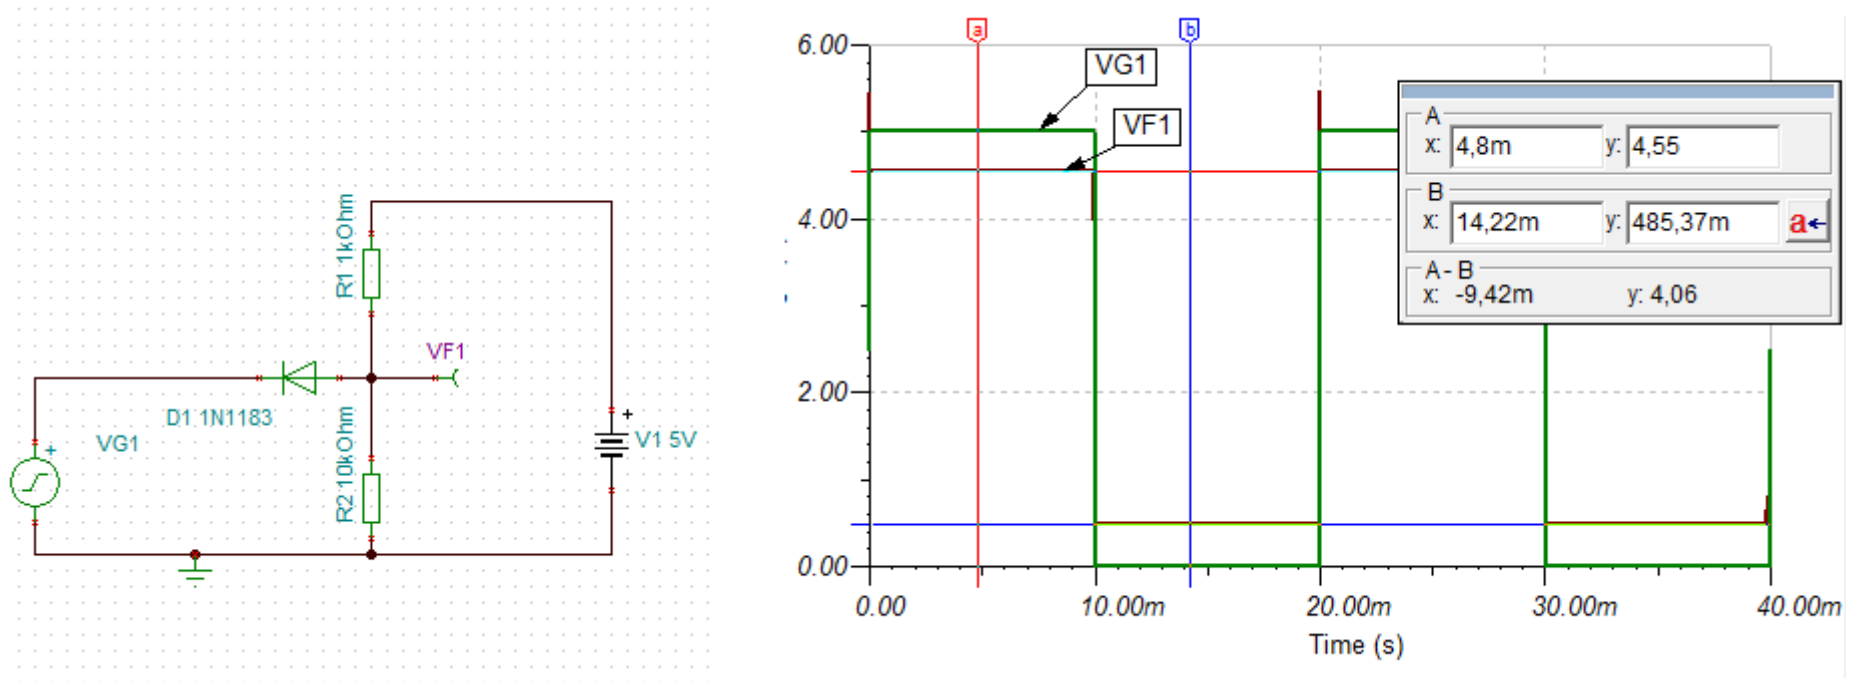 R1 1kOhm
VF1
D1 1N1183
VG1
+
R2 10kOhm
+
V1 5V
a
b
6.00
4.00
2.00
0.00
VG1
VF1
0.00 10.00m 20.00m 30.00m 40.00m
Time (s)
A
x: 4,8m y: 4,55
B
x: 14,22m y: 485,37m a
A - B
x: -9,42m y: 4,06